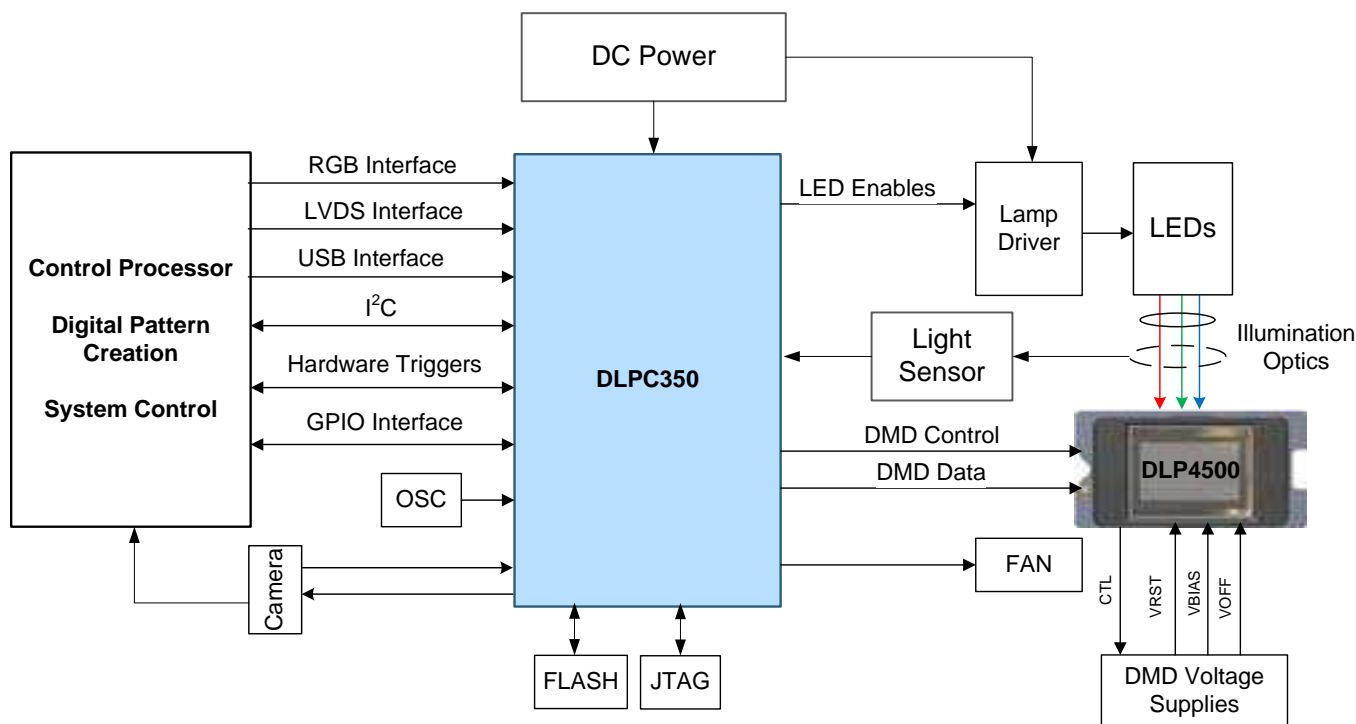 DC Power
RGB Interface
LVDS Interface
USB Interface
I²C
Hardware Triggers
GPIO Interface
Control Processor
Digital Pattern
Creation
System Control
OSC
Camera
DLPC350
FLASH
JTAG
LED Enables
Lamp
Driver
LEDs
Light
Sensor
Illumination
Optics
DMD Control
DMD Data
DLP4500
FAN
CTL
VRST
VBIAS
VOFF
DMD Voltage
Supplies